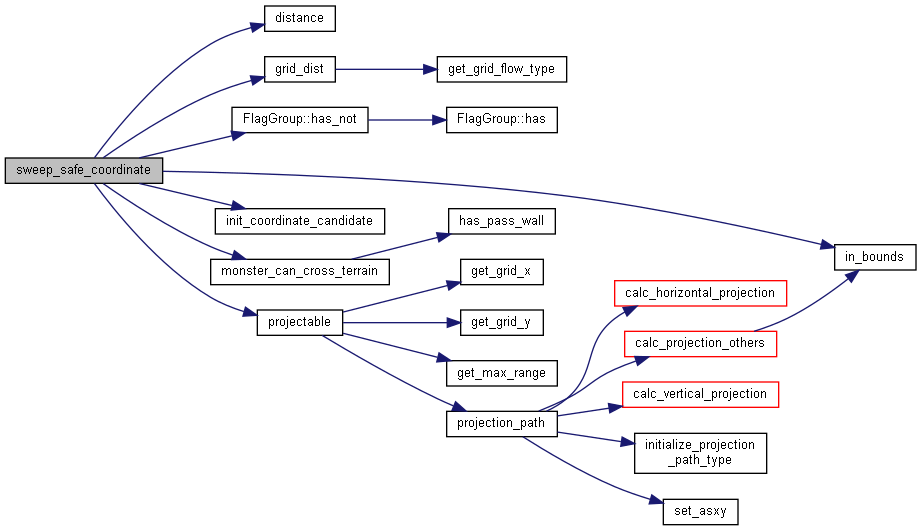 distance
grid_dist
get_grid_flow_type
FlagGroup::has_not
FlagGroup::has
sweep_safe_coordinate
init_coordinate_candidate
has_pass_wall
in_bounds
monster_can_cross_terrain
get_grid_x
calc_horizontal_projection
projectable
get_grid_y
calc_projection_others
get_max_range
calc_vertical_projection
projection_path
initialize_projection
_path_type
set_asxy